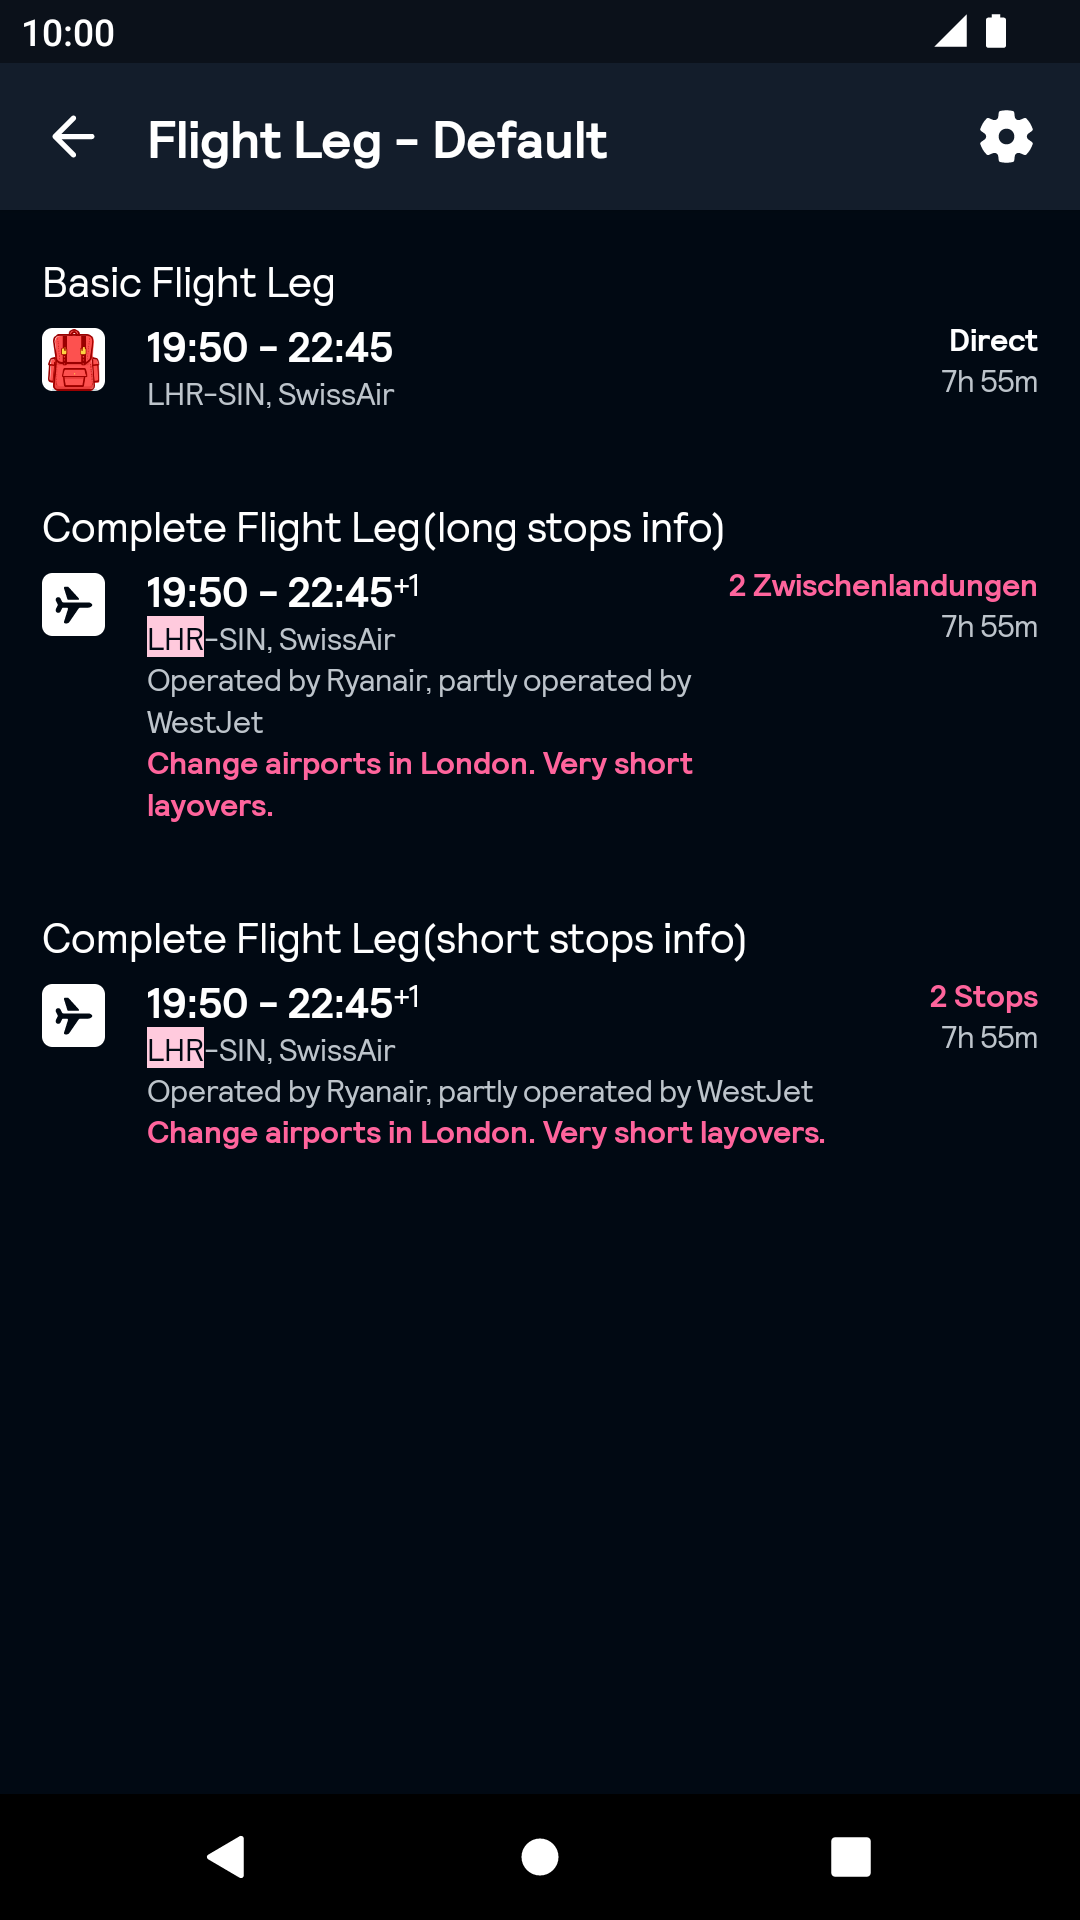 10:00
Flight Leg - Default
Basic Flight Leg
19:50 - 22:45
Direct
LHR-SIN, SwissAir
7h 55m
Complete Flight Leg(long stops info)
19:50 - 22:45+1
2 Zwischenlandungen
LHR-SIN, SwissAir
7h 55m
Operated by Ryanair, partly operated by
WestJet
Change airports in London. Very short
layovers.
Complete Flight Leg(short stops info)
19:50 - 22:45+1
2 Stops
LHR-SIN, SwissAir
7h 55m
Operated by Ryanair, partly operated by WestJet
Change airports in London. Very short layovers.